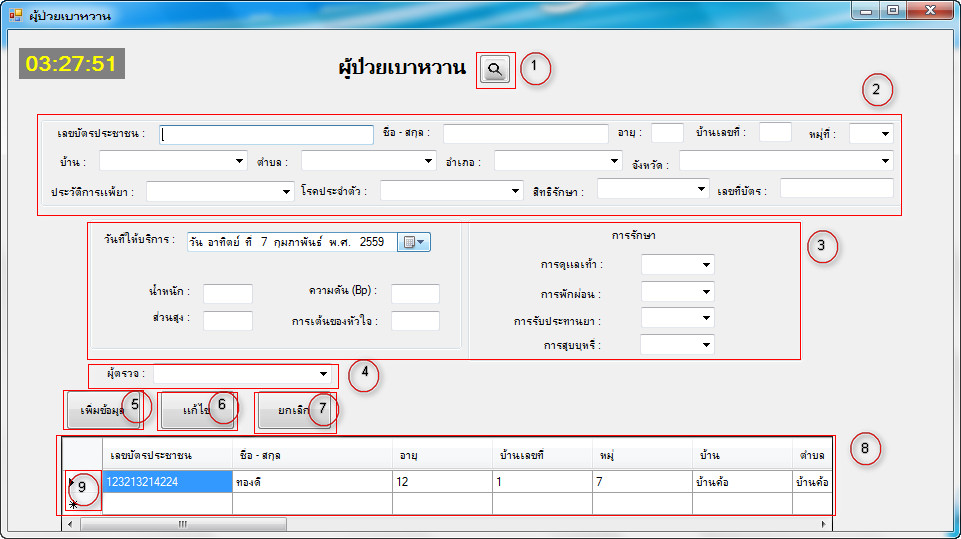 ผู้ป่วยเบาหวาน
03:27:51
ผู้ป่วยเบาหวาน
1
2
เลขบัตรประชาชน : ชื่อ - สกุล : อายุ : บ้านเลขที่ : หมู่ที่ :
บ้าน : ตำบล : อำเภอ : จังหวัด :
ประวัติการแพ้ยา : โรคประจำตัว : สิทธิรักษา : เลขที่บัตร :
วันที่ให้บริการ : วัน อาทิตย์ ที่ 7 กุมภาพันธ์ พ.ศ. 2559
การรักษา
3
การดูแลเท้า :
น้ำหนัก : ความดัน (Bp) :
การพักผ่อน :
ส่วนสูง : การเต้นของหัวใจ :
การรับประทานยา :
การสูบบุหรี่ :
ผู้ตรวจ :
4
เพิ่มข้อมูล 5 แก้ไข 6 ยกเลิก 7
8
เลขบัตรประชาชน ชื่อ - สกุล อายุ บ้านเลขที่ หมู่ บ้าน ตำบล
123213214224 ทองดี 12 1 7 บ้านค้อ บ้านค้อ
9